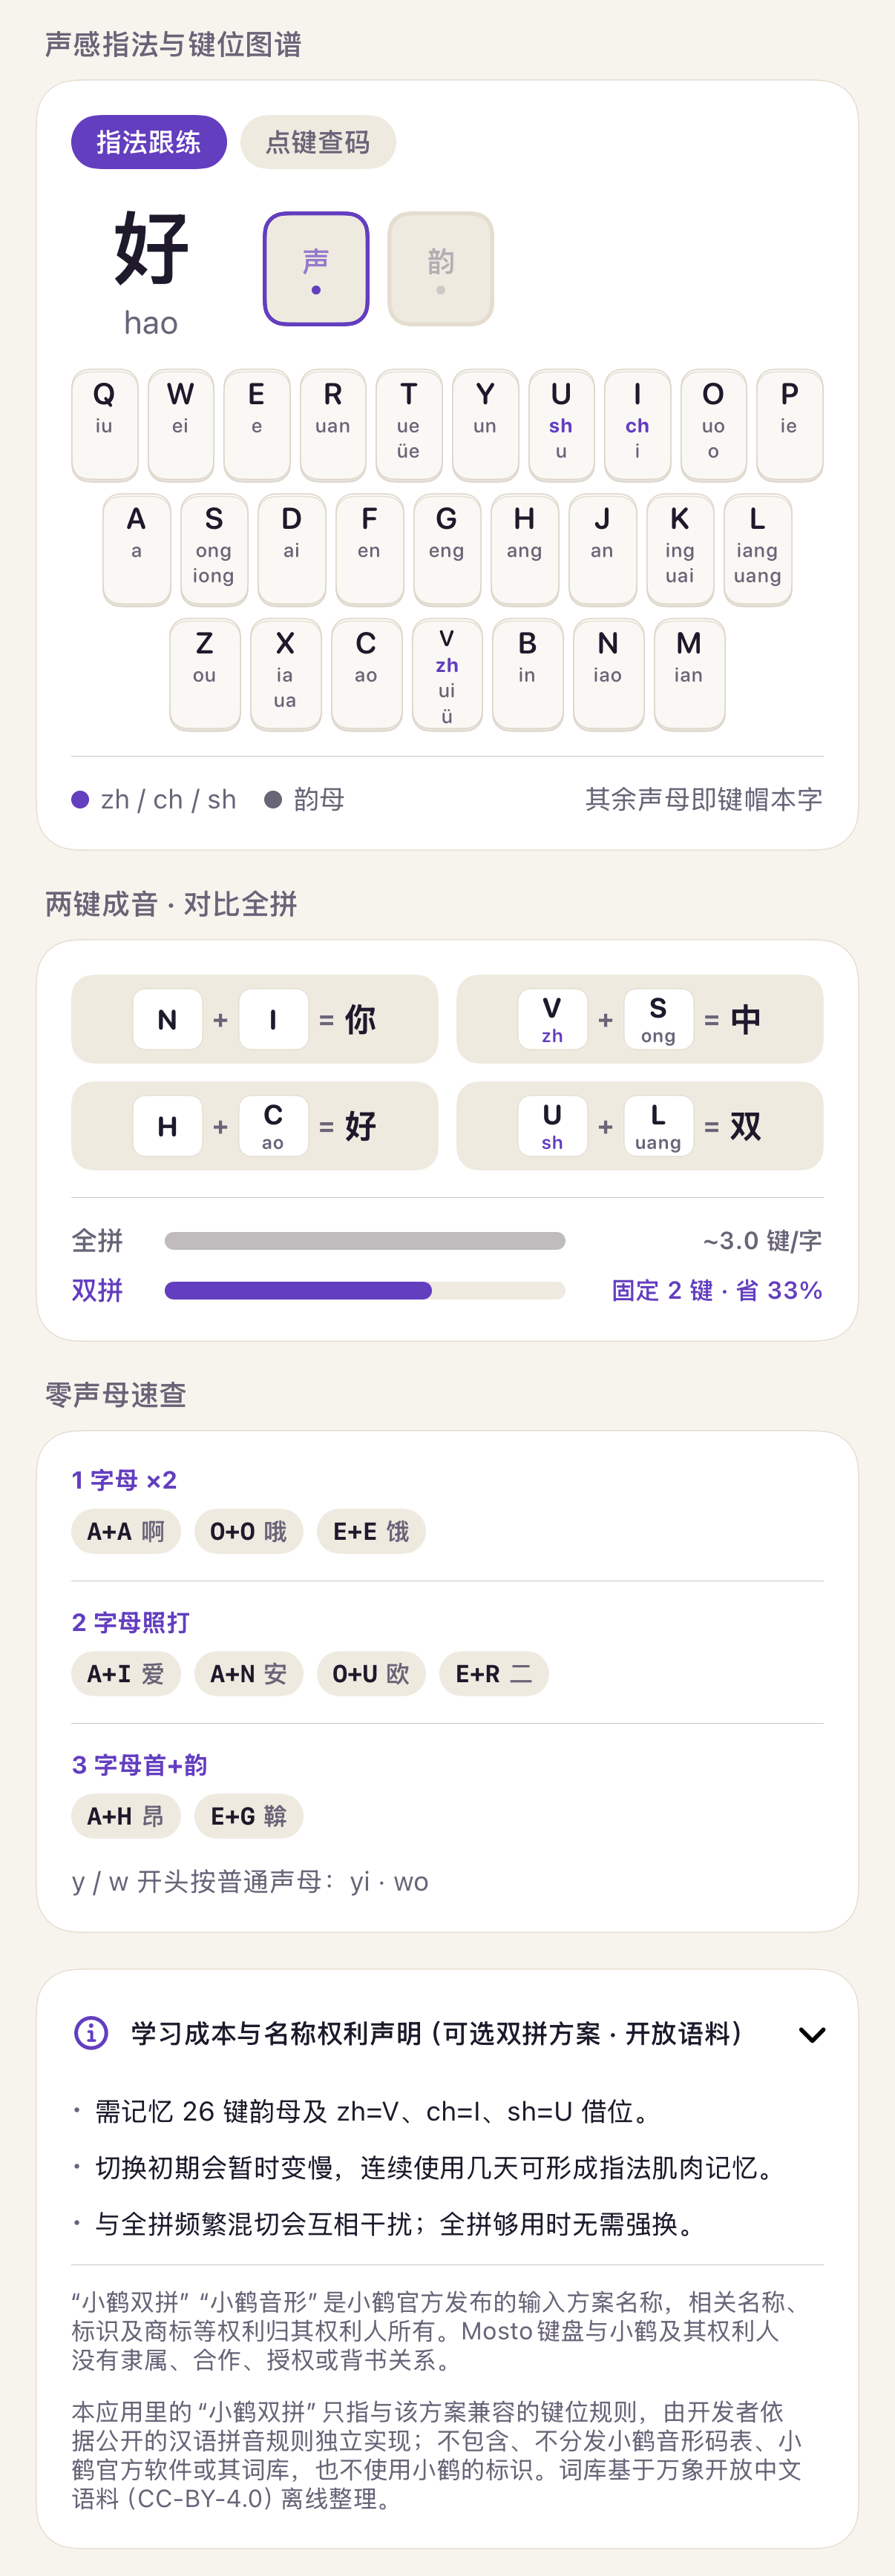 声感指法与键位图谱
指法跟练 点键查码
好 声 韵
hao
Q W E R T Y U I O P
iu ei e uan ue un sh ch uo ie
üe u i o
A S D F G H J K L
a ong ai en eng ang an ing iang
iong uai uang
Z X C V B N M
ou ia ao zh in iao ian
ua ui
ü
zh / ch / sh 韵母 其余声母即键帽本字
两键成音 · 对比全拼
N + I = 你 V zh + S ong = 中
H + C ao = 好 U sh + L uang = 双
全拼 ~3.0 键/字
双拼 固定 2 键 · 省 33%
零声母速查
1 字母 ×2
A+A 啊 O+O 哦 E+E 饿
2 字母照打
A+I 爱 A+N 安 O+U 欧 E+R 二
3 字母首+韵
A+H 昂 E+G 鞥
y / w 开头按普通声母：yi · wo
学习成本与名称权利声明（可选双拼方案 · 开放语料）
· 需记忆 26 键韵母及 zh=V、ch=I、sh=U 借位。
· 切换初期会暂时变慢，连续使用几天可形成指法肌肉记忆。
· 与全拼频繁混切会互相干扰；全拼够用时无需强换。
“小鹤双拼”“小鹤音形”是小鹤官方发布的输入方案名称，相关名称、
标识及商标等权利归其权利人所有。Mosto键盘与小鹤及其权利人
没有隶属、合作、授权或背书关系。
本应用里的“小鹤双拼”只指与该方案兼容的键位规则，由开发者依
据公开的汉语拼音规则独立实现；不包含、不分发小鹤音形码表、小
鹤官方软件或其词库，也不使用小鹤的标识。词库基于万象开放中文
语料（CC-BY-4.0）离线整理。